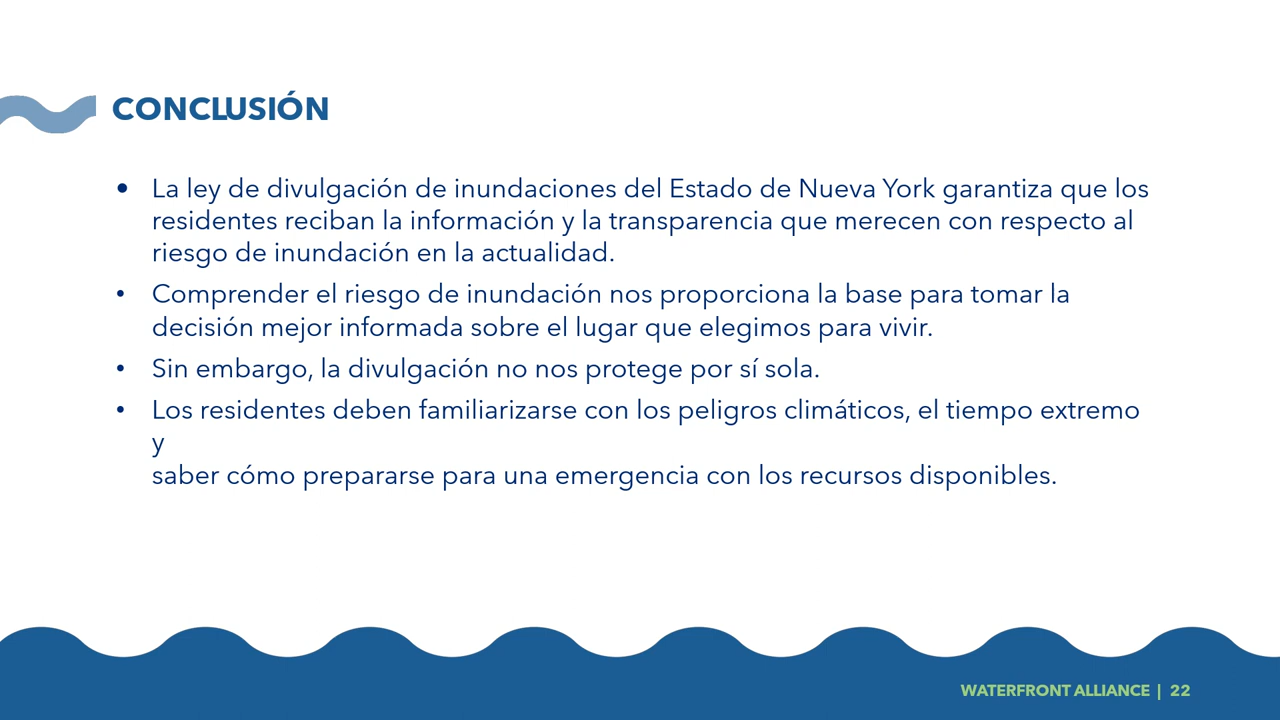 CONCLUSIÓN
• La ley de divulgación de inundaciones del Estado de Nueva York garantiza que los
residentes reciban la información y la transparencia que merecen con respecto al
riesgo de inundación en la actualidad.
• Comprender el riesgo de inundación nos proporciona la base para tomar la
decisión mejor informada sobre el lugar que elegimos para vivir.
• Sin embargo, la divulgación no nos protege por sí sola.
• Los residentes deben familiarizarse con los peligros climáticos, el tiempo extremo
y
saber cómo prepararse para una emergencia con los recursos disponibles.
WATERFRONT ALLIANCE | 22